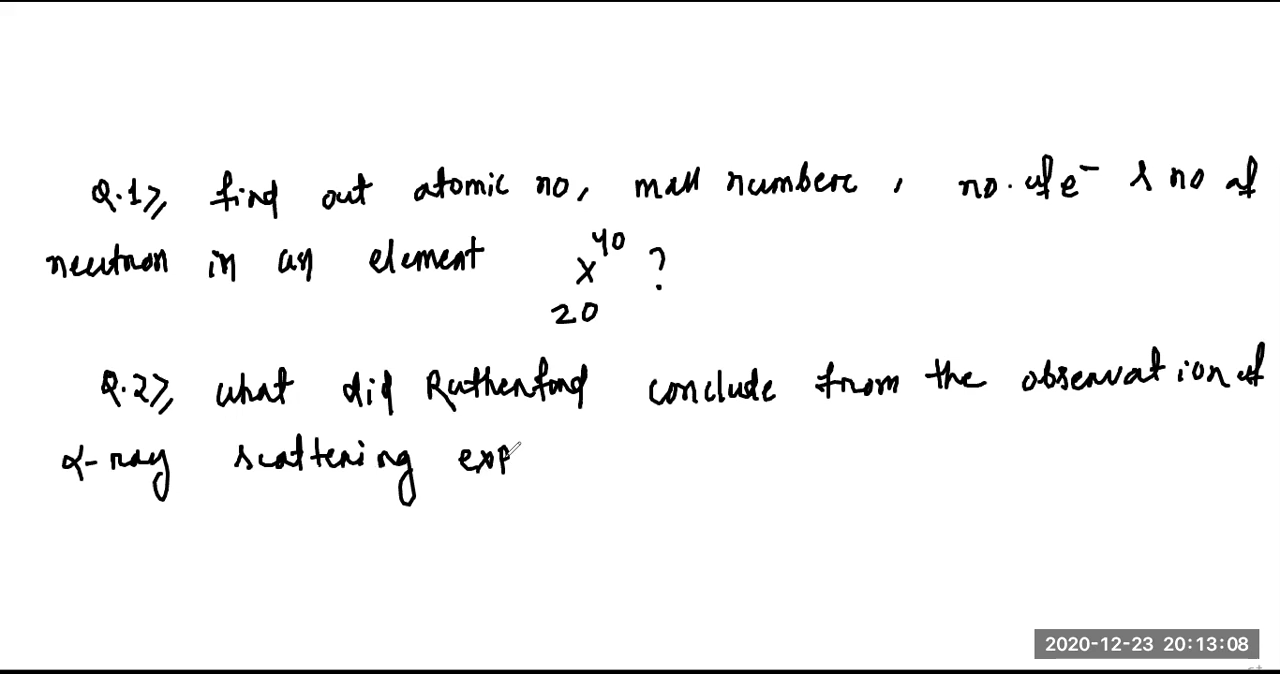 Q.1⟩, find out atomic no, mass number, no. of e⁻ & no of
neutron in an element ₂₀X⁴⁰ ?
Q.2⟩, what did Rutherford conclude from the observation of
α-ray scattering exp
2020-12-23 20:13:08